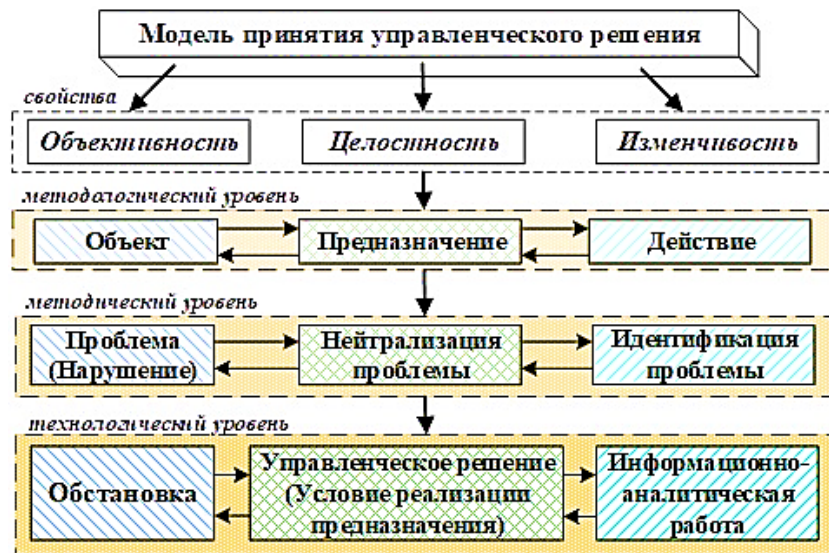 Модель принятия управленческого решения
свойства
Объективность
Целостность
Изменчивость
методологический уровень
Объект
Предназначение
Действие
методический уровень
Проблема
(Нарушение)
Нейтрализация
проблемы
Идентификация
проблемы
технологический уровень
Обстановка
Управленческое решение
(Условие реализации
предназначения)
Информационно-
аналитическая
работа